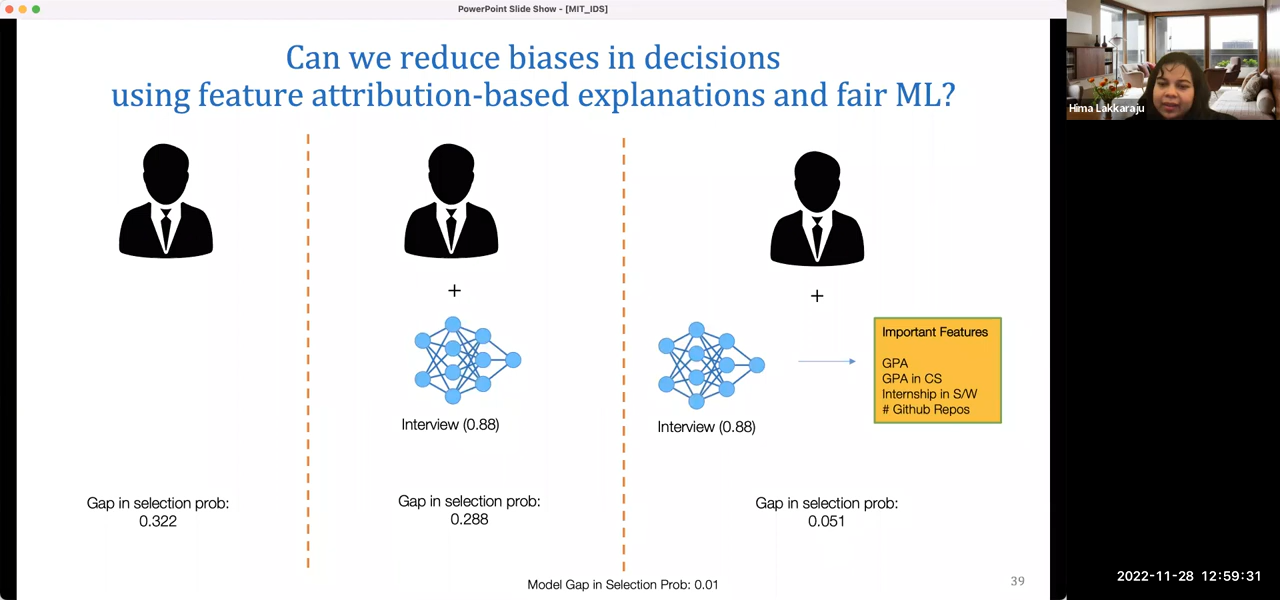 PowerPoint Slide Show - [MIT_IDS]
Can we reduce biases in decisions
using feature attribution-based explanations and fair ML?
Hima Lakkaraju
+
Interview (0.88)
Gap in selection prob:
0.322
Gap in selection prob:
0.288
+
Interview (0.88)
Important Features
GPA
GPA in CS
Internship in S/W
# Github Repos
Gap in selection prob:
0.051
Model Gap in Selection Prob: 0.01
39
2022-11-28 12:59:31